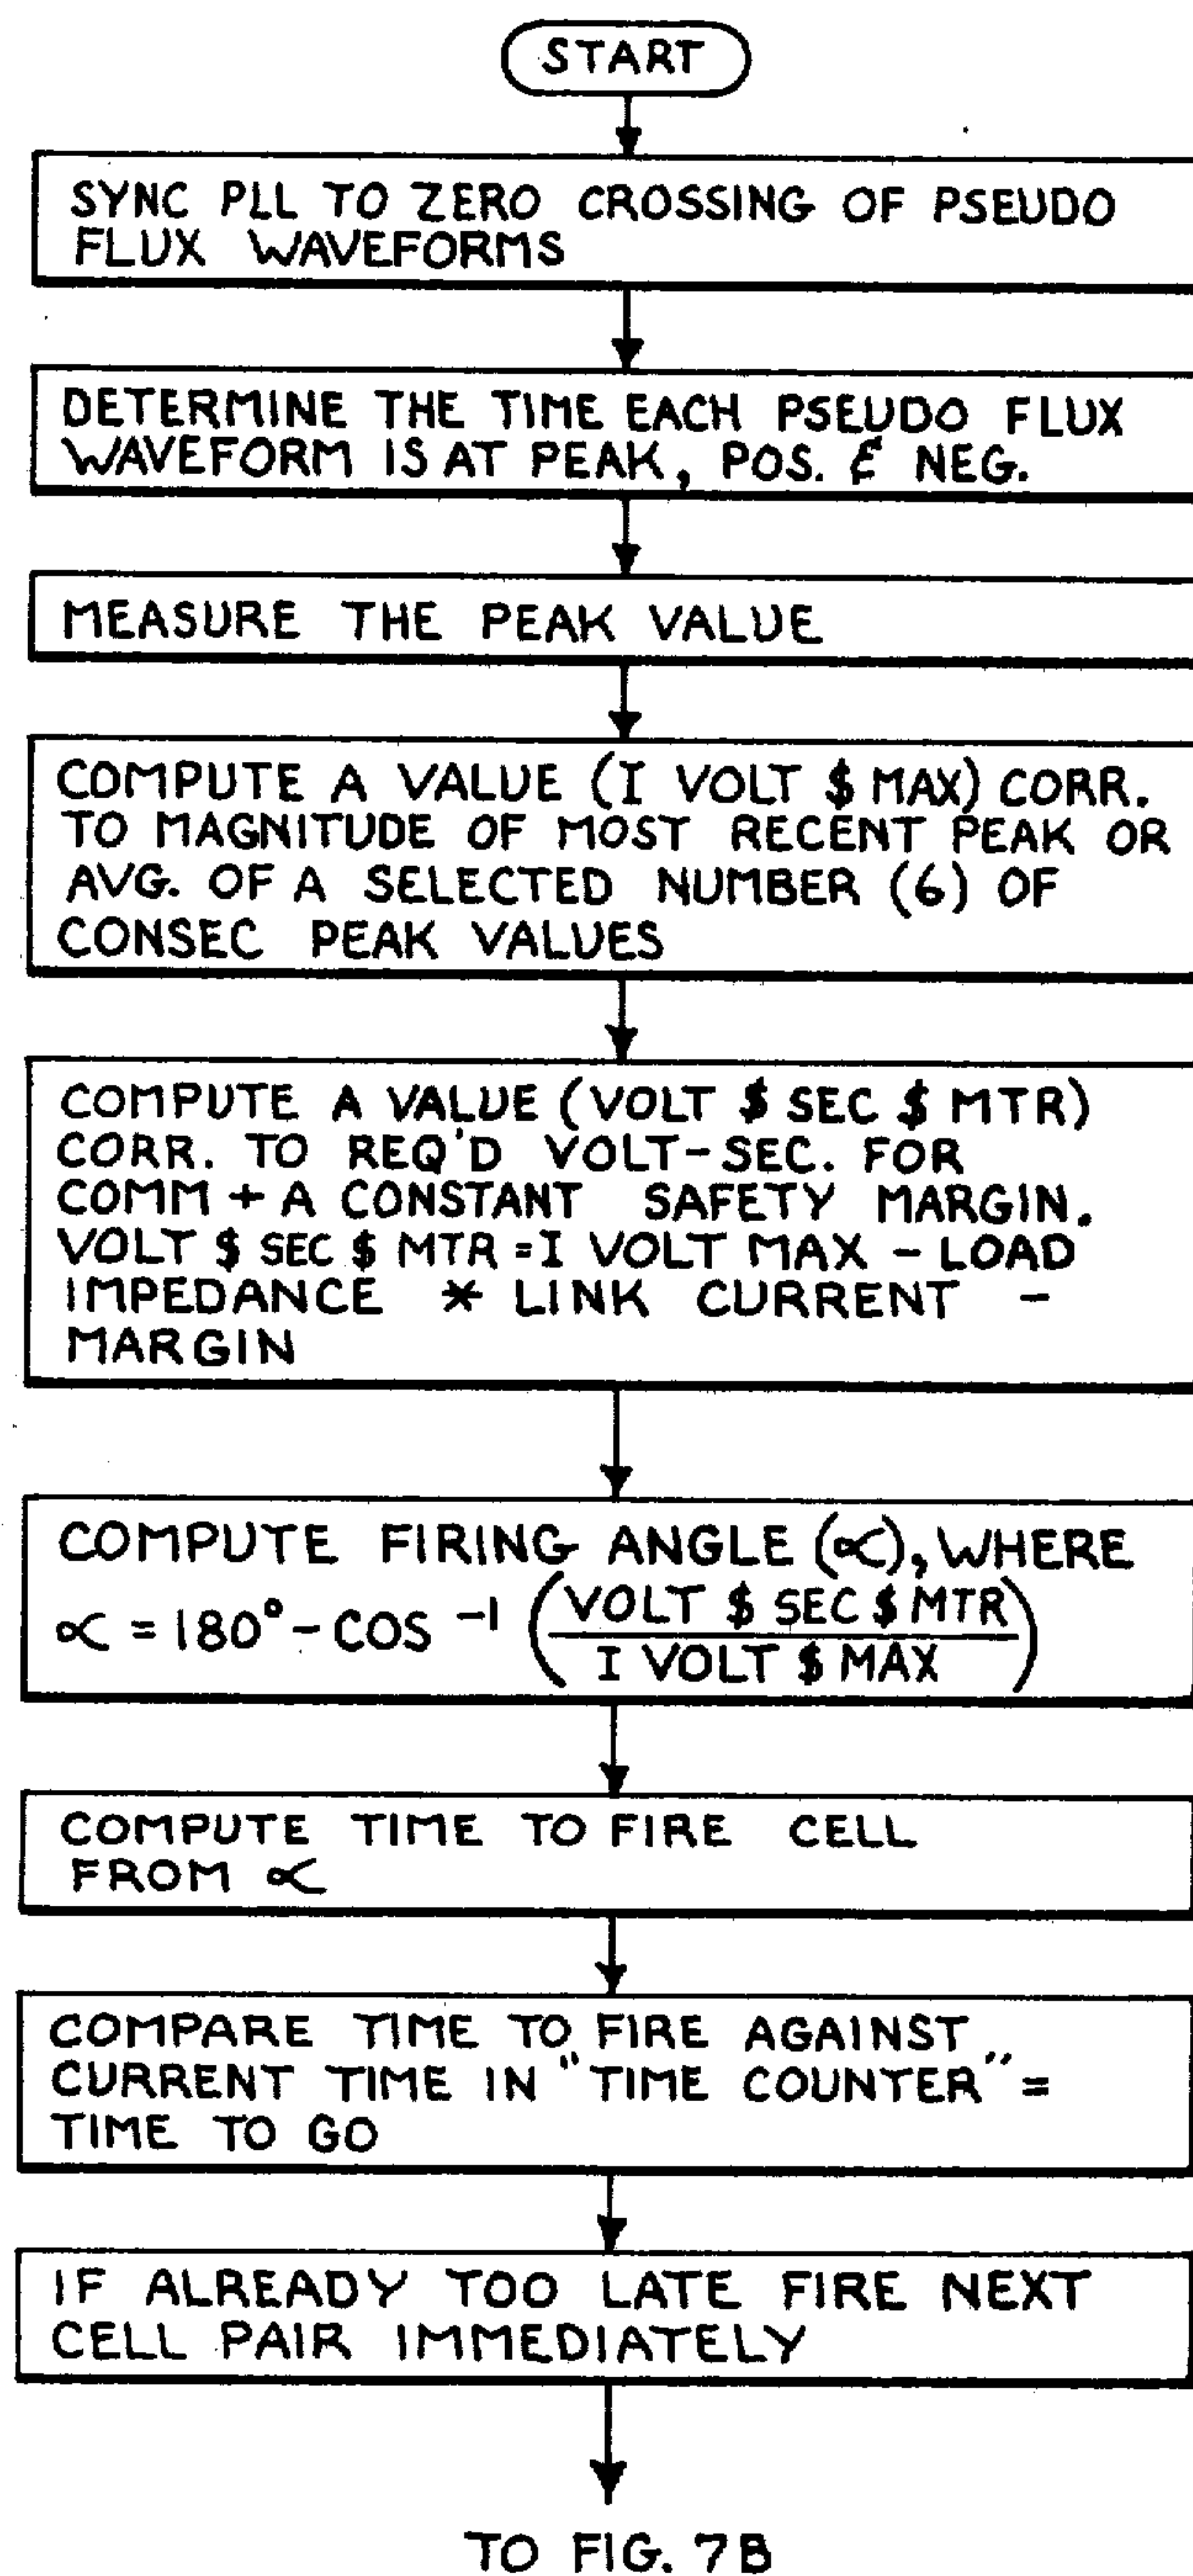 START
SYNC PLL TO ZERO CROSSING OF PSEUDO
FLUX WAVEFORMS
DETERMINE THE TIME EACH PSEUDO FLUX
WAVEFORM IS AT PEAK, POS. & NEG.
MEASURE THE PEAK VALUE
COMPUTE A VALUE (I VOLT $ MAX) CORR.
TO MAGNITUDE OF MOST RECENT PEAK OR
AVG. OF A SELECTED NUMBER (6) OF
CONSEC PEAK VALUES
COMPUTE A VALUE (VOLT $ SEC $ MTR)
CORR. TO REQ'D VOLT-SEC. FOR
COMM + A CONSTANT SAFETY MARGIN.
VOLT $ SEC $ MTR = I VOLT MAX - LOAD
IMPEDANCE * LINK CURRENT -
MARGIN
COMPUTE FIRING ANGLE (∝), WHERE
∝ = 180° - COS ⁻¹ (VOLT $ SEC $ MTR
I VOLT $ MAX)
COMPUTE TIME TO FIRE CELL
FROM ∝
COMPARE TIME TO FIRE AGAINST
CURRENT TIME IN "TIME COUNTER" =
TIME TO GO
IF ALREADY TOO LATE FIRE NEXT
CELL PAIR IMMEDIATELY
TO FIG. 7B